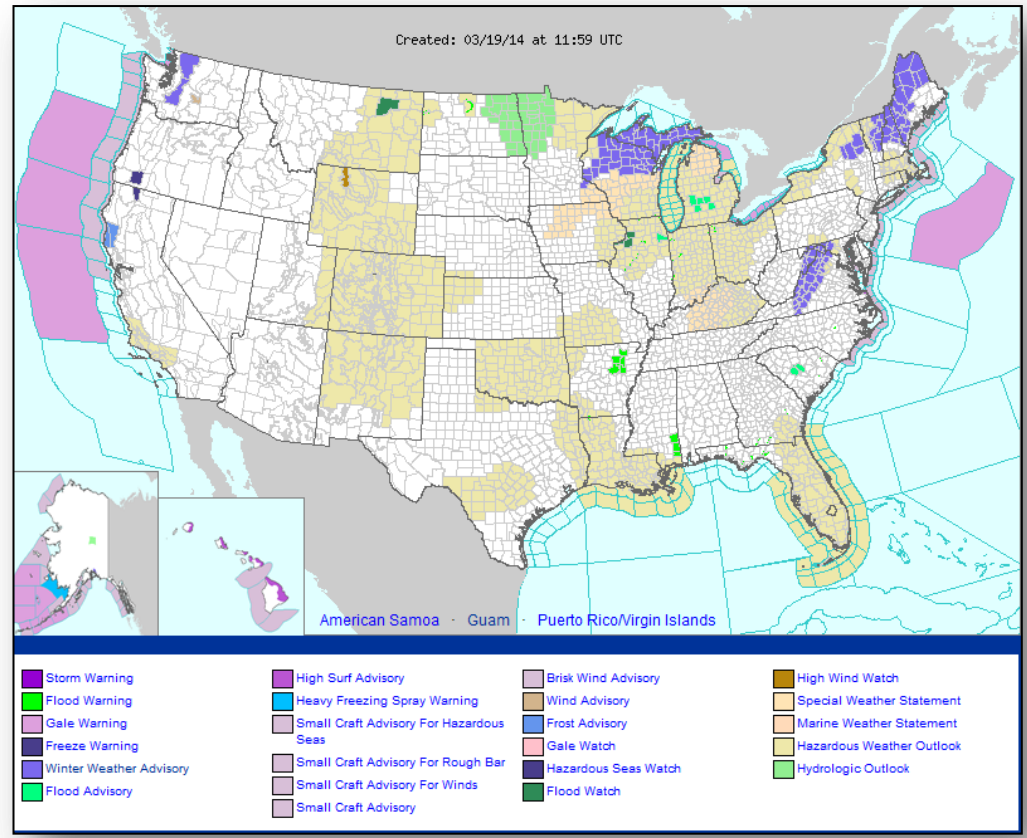 Created: 03/19/14 at 11:59 UTC
American Samoa · Guam · Puerto Rico/Virgin Islands
Storm Warning
Flood Warning
Gale Warning
Freeze Warning
Winter Weather Advisory
Flood Advisory
High Surf Advisory
Heavy Freezing Spray Warning
Small Craft Advisory For Hazardous
Seas
Small Craft Advisory For Rough Bar
Small Craft Advisory For Winds
Small Craft Advisory
Brisk Wind Advisory
Wind Advisory
Frost Advisory
Gale Watch
Hazardous Seas Watch
Flood Watch
High Wind Watch
Special Weather Statement
Marine Weather Statement
Hazardous Weather Outlook
Hydrologic Outlook